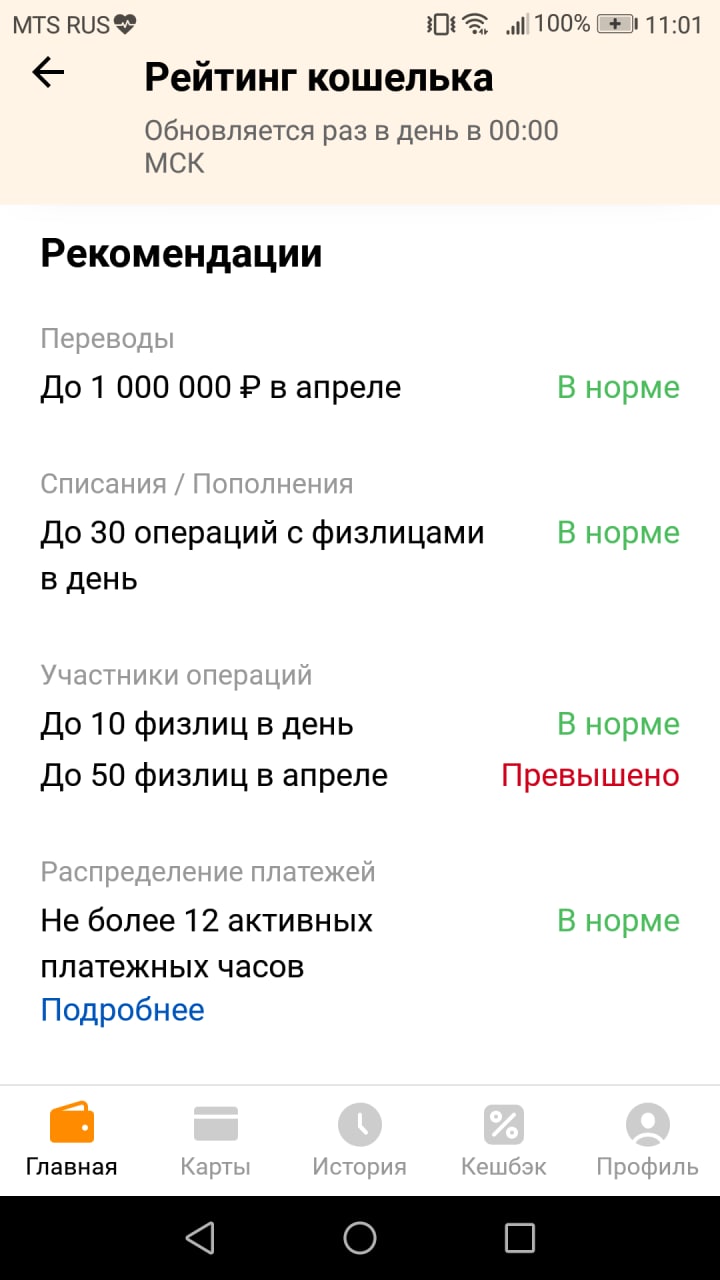 MTS RUS 100% 11:01
Рейтинг кошелька
Обновляется раз в день в 00:00
МСК
Рекомендации
Переводы
До 1 000 000 ₽ в апреле В норме
Списания / Пополнения
До 30 операций с физлицами В норме
в день
Участники операций
До 10 физлиц в день В норме
До 50 физлиц в апреле Превышено
Распределение платежей
Не более 12 активных В норме
платежных часов
Подробнее
Главная Карты История Кешбэк Профиль